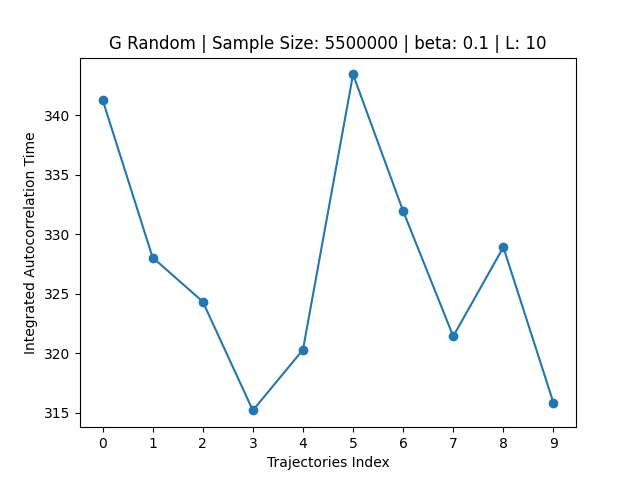 G Random | Sample Size: 5500000 | beta: 0.1 | L: 10
Integrated Autocorrelation Time
340
335
330
325
320
315
0 1 2 3 4 5 6 7 8 9
Trajectories Index